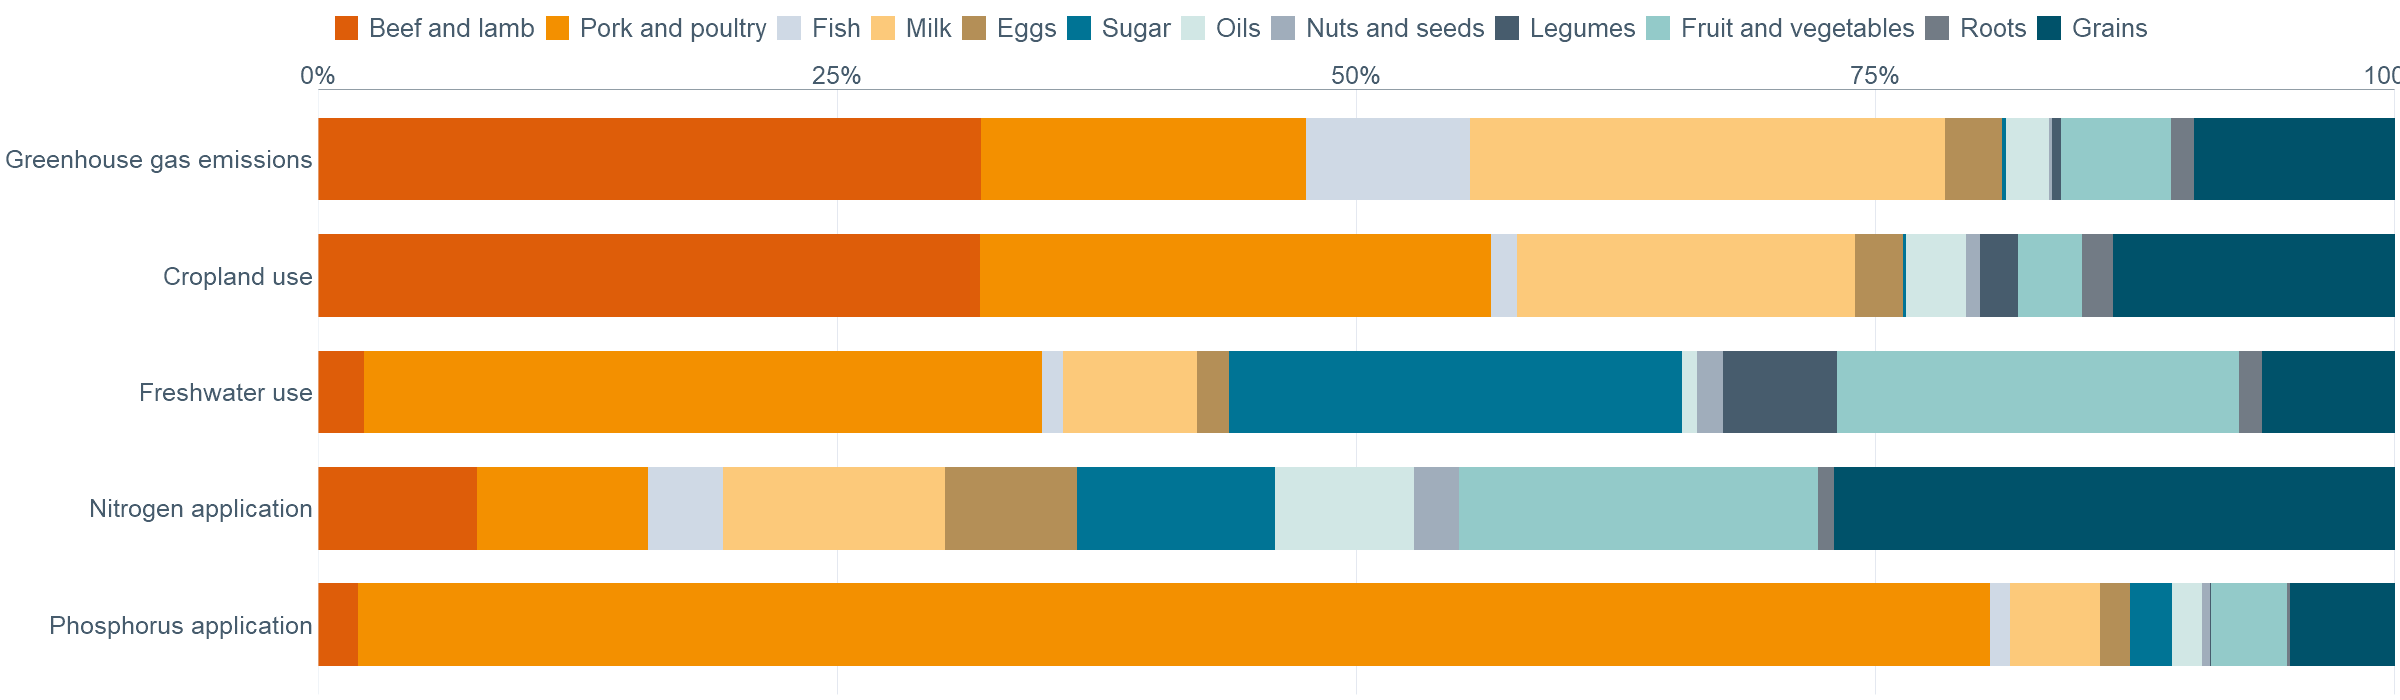 Beef and lamb Pork and poultry Fish Milk Eggs Sugar Oils Nuts and seeds Legumes Fruit and vegetables Roots Grains
0% 25% 50% 75% 100
Greenhouse gas emissions
Cropland use
Freshwater use
Nitrogen application
Phosphorus application